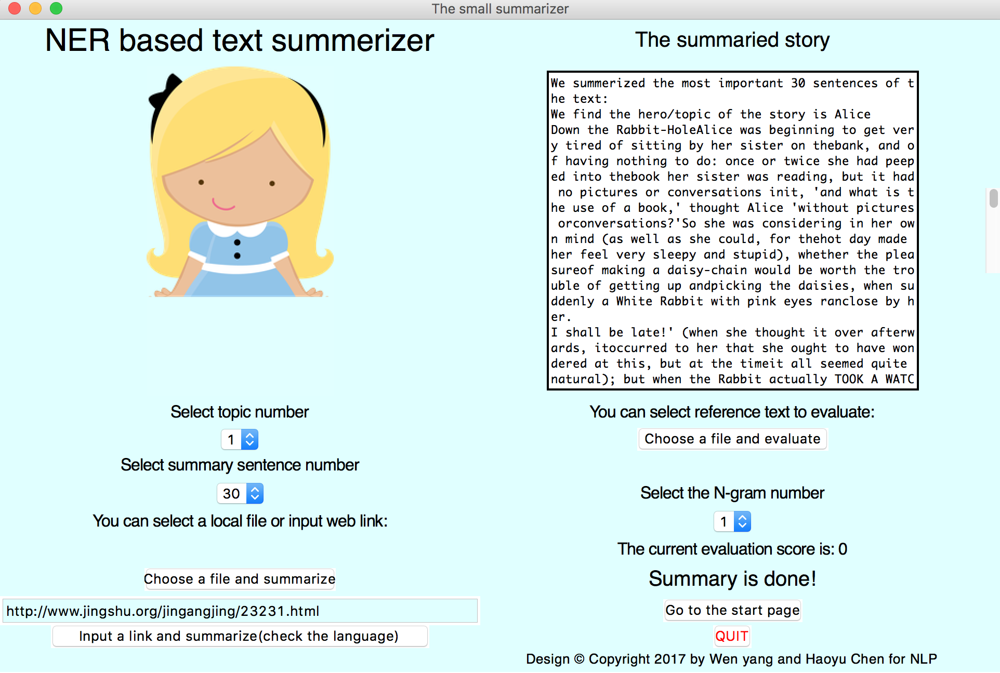 The small summarizer
NER based text summerizer
Select topic number
1
Select summary sentence number
30
You can select a local file or input web link:
Choose a file and summarize
http://www.jingshu.org/jingangjing/23231.html
Input a link and summarize(check the language)
The summaried story
We summerized the most important 30 sentences of t
he text:
We find the hero/topic of the story is Alice
Down the Rabbit-HoleAlice was beginning to get ver
y tired of sitting by her sister on thebank, and o
f having nothing to do: once or twice she had peep
ed into thebook her sister was reading, but it had
 no pictures or conversations init, 'and what is t
he use of a book,' thought Alice 'without pictures
 orconversations?'So she was considering in her ow
n mind (as well as she could, for thehot day made
her feel very sleepy and stupid), whether the plea
sureof making a daisy-chain would be worth the tro
uble of getting up andpicking the daisies, when su
ddenly a White Rabbit with pink eyes ranclose by h
er.
I shall be late!' (when she thought it over afterw
ards, itoccurred to her that she ought to have won
dered at this, but at the timeit all seemed quite
natural); but when the Rabbit actually TOOK A WATC
You can select reference text to evaluate:
Choose a file and evaluate
Select the N-gram number
1
The current evaluation score is: 0
Summary is done!
Go to the start page
QUIT
Design © Copyright 2017 by Wen yang and Haoyu Chen for NLP